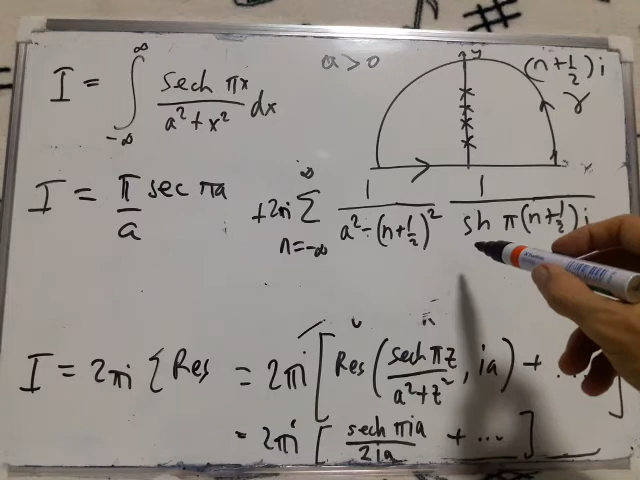 I = ∫_{-∞}^{∞} sech πx / (a² + x²) dx
a > 0
y
(n + ½) i
γ
x
I = π/a sec πa + 2πi ∑_{n=-∞}^{∞} 1/(a² - (n+½)²) 1/(sh π(n+½)i)
I = 2πi {Res = 2πi [Res (sech πz / (a² + z²), ia) + ...]
= 2πi [sech πia / 2ia + ...]